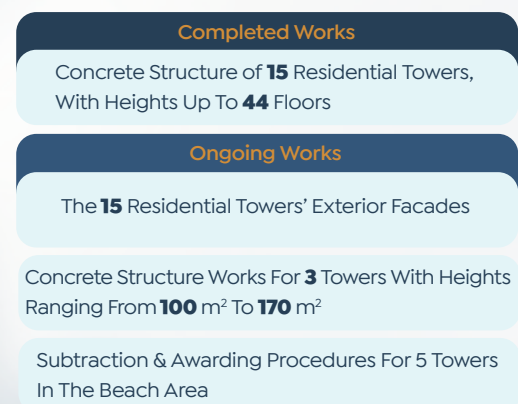 Completed Works
Concrete Structure of 15 Residential Towers,
With Heights Up To 44 Floors
Ongoing Works
The 15 Residential Towers' Exterior Facades
Concrete Structure Works For 3 Towers With Heights
Ranging From 100 m² To 170 m²
Subtraction & Awarding Procedures For 5 Towers
In The Beach Area